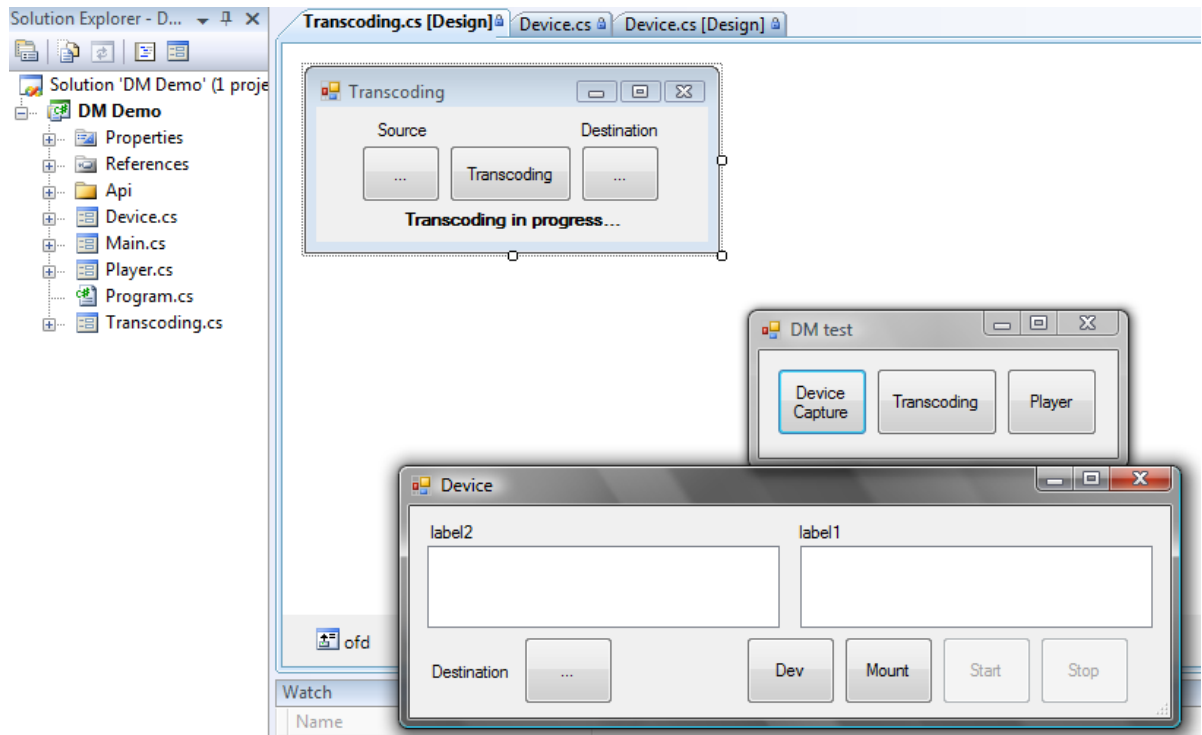 Solution Explorer - D...
Solution 'DM Demo' (1 proje
DM Demo
Properties
References
Api
Device.cs
Main.cs
Player.cs
Program.cs
Transcoding.cs
Transcoding.cs [Design] Device.cs Device.cs [Design]
Transcoding
Source Destination
... Transcoding ...
Transcoding in progress...
DM test
Device
Capture
Transcoding
Player
Device
label2 label1
Destination ... Dev Mount Start Stop
ofd
Watch
Name